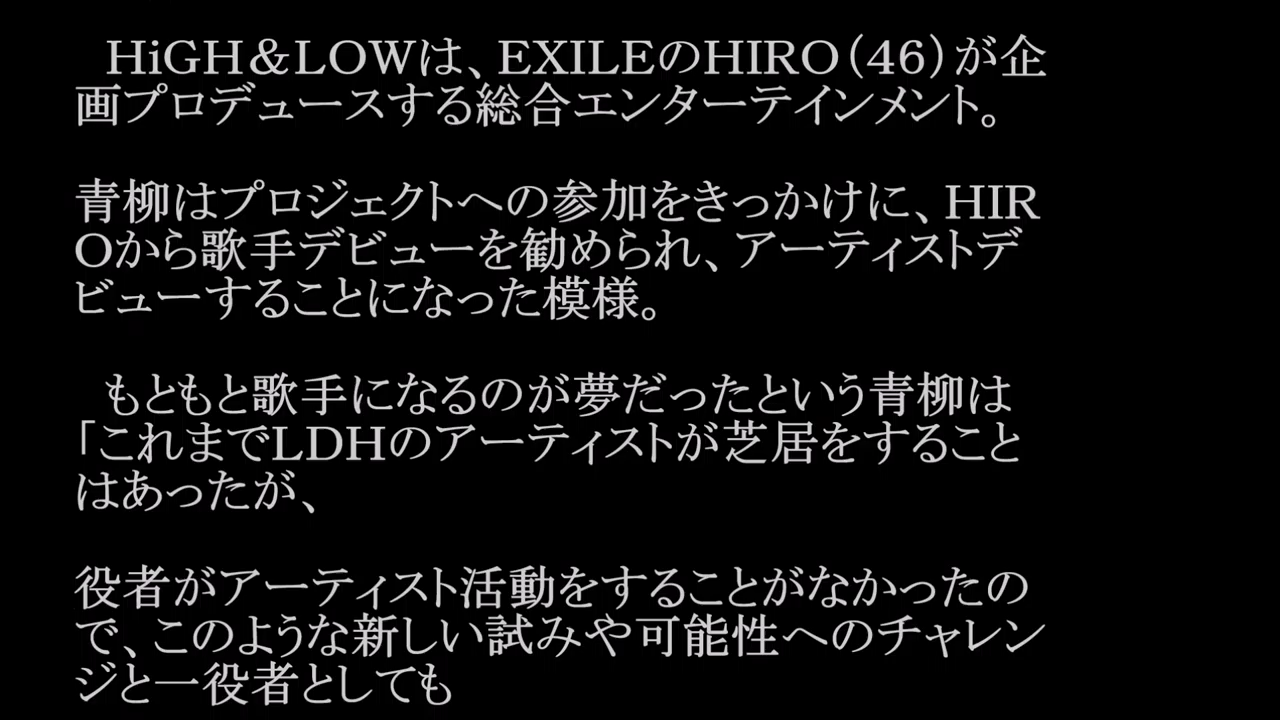 HiGH&LOWは、EXILEのHIRO(46)が企
画プロデュースする総合エンターテインメント。
青柳はプロジェクトへの参加をきっかけに、HIR
Oから歌手デビューを勧められ、アーティストデ
ビューすることになった模様。
もともと歌手になるのが夢だったという青柳は
「これまでLDHのアーティストが芝居をすること
はあったが、
役者がアーティスト活動をすることがなかったの
で、このような新しい試みや可能性へのチャレン
ジと一役者としても